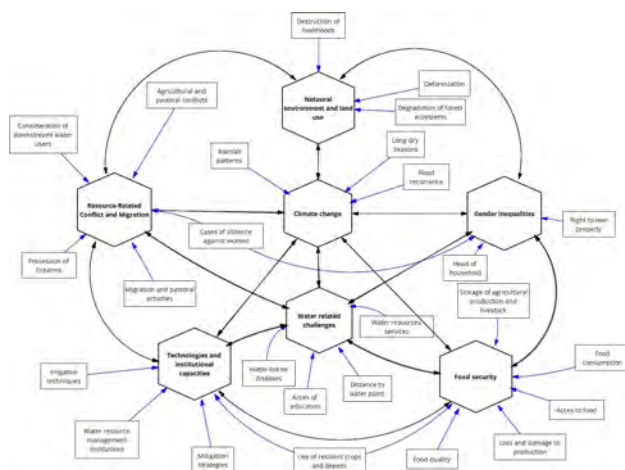 Destruction of
livelihoods
Natural
environment and land
use
Deforestation
Degradation of forest
ecosystems
Agricultural and
pastoral conflicts
Consideration of
downstream water
users
Rainfall
patterns
Long dry
seasons
Flood
recurrence
Resource-Related
Conflict and Migration
Climate change
Gender Inequalities
Cases of violence
against women
Right to own
property
Possession of
firearms
Migration and pastoral
activities
Head of
household
Storage of agricultural
production and
livestock
Water related
challenges
Water resources
services
Technologies and
institutional
capacities
Food security
Food
consumption
Irrigation
techniques
Water-borne
diseases
Acces of
education
Distance to
water point
Acces to food
Water resource
management
institutions
Mitigation
strategies
Use of resilient crops
and breeds
Food quality
Loss and damage to
production